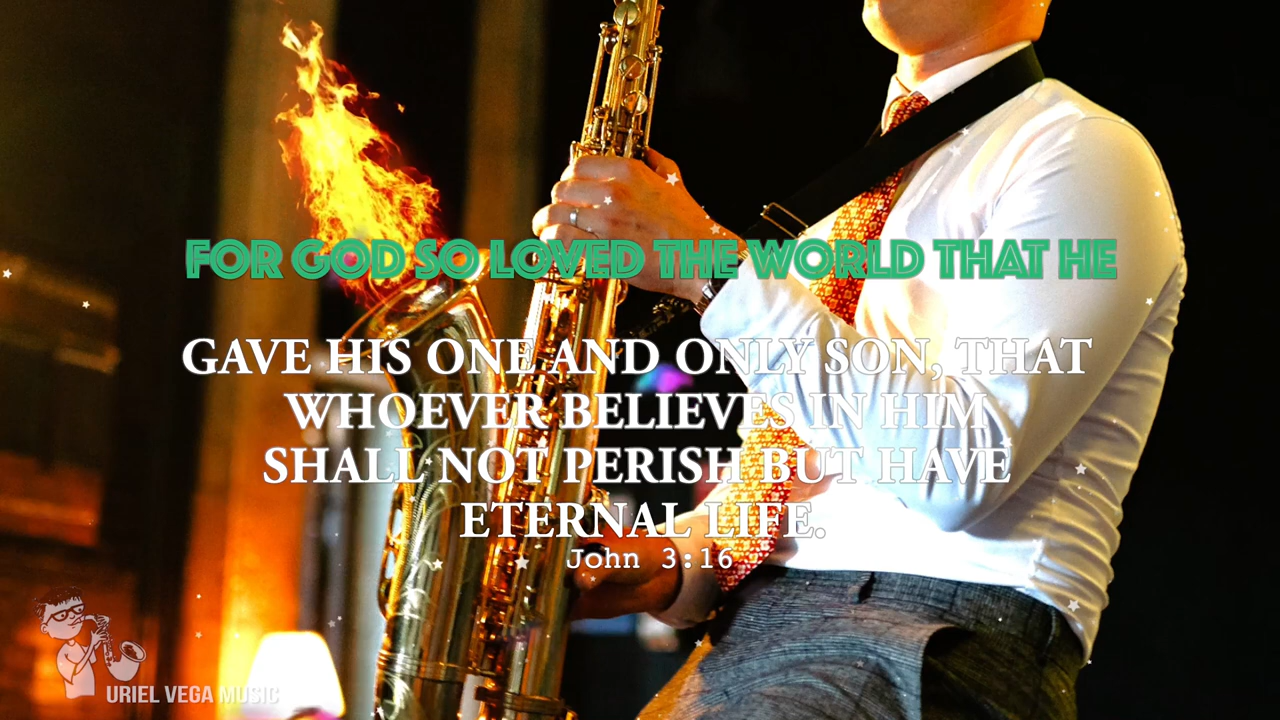 FOR GOD SO LOVED THE WORLD THAT HE
GAVE HIS ONE AND ONLY SON, THAT
WHOEVER BELIEVES IN HIM
SHALL NOT PERISH BUT HAVE
ETERNAL LIFE.
John 3:16
URIEL VEGA MUSIC